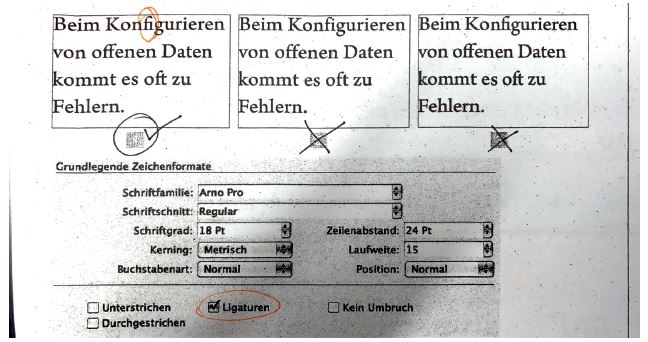 Beim Konfigurieren
von offenen Daten
kommt es oft zu
Fehlern.
Beim Konfigurieren
von offenen Daten
kommt es oft zu
Fehlern.
Beim Konfigurieren
von offenen Daten
kommt es oft zu
Fehlern.
Grundlegende Zeichenformate
Schriftfamilie: Arno Pro
Schriftschnitt: Regular
Schriftgrad: 18 Pt Zeilenabstand: 24 Pt
Kerning: Metrisch Laufweite: 15
Buchstabenart: Normal Position: Normal
Unterstrichen Ligaturen Kein Umbruch
Durchgestrichen